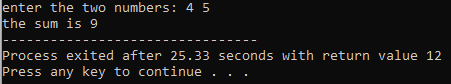 enter the two numbers: 4 5
the sum is 9
--------------------------------
Process exited after 25.33 seconds with return value 12
Press any key to continue . . .